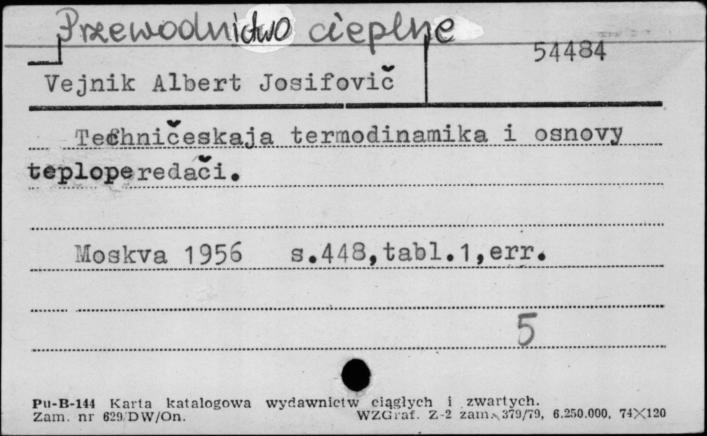 Przewodnictwo cieplne
54484
Vejnik Albert Josifovič
Techničeskaja termodinamika i osnovy
teploperedači.
Moskva 1956 s.448,tabl.1,err.
5
Pu-B-144 Karta katalogowa wydawnictw ciągłych i zwartych.
Zam. nr 629/DW/On. WZGraf. Z-2 zam. 379/79, 6.250.000, 74×120